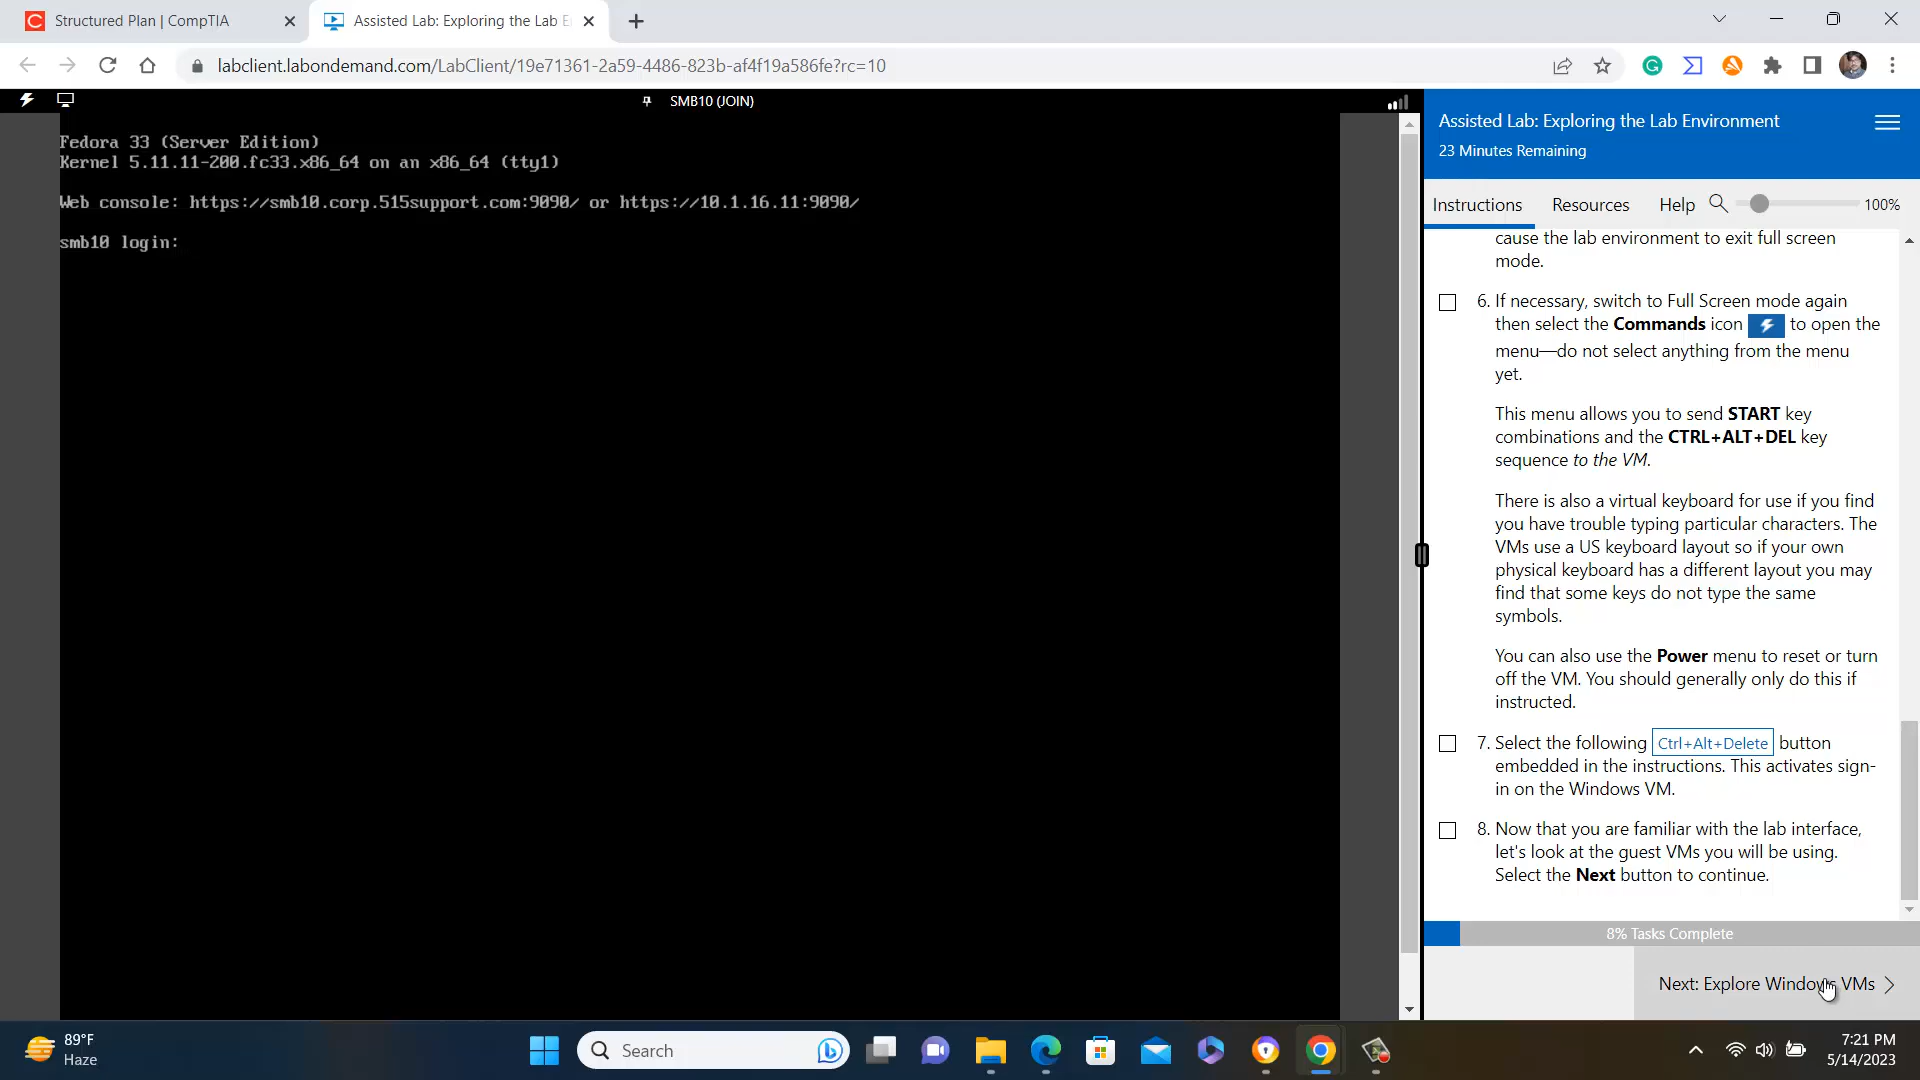 Structured Plan | CompTIA
Assisted Lab: Exploring the Lab E
labclient.labondemand.com/LabClient/19e71361-2a59-4486-823b-af4f19a586fe?rc=10
SMB10 (JOIN)
Fedora 33 (Server Edition)
Kernel 5.11.11-200.fc33.x86_64 on an x86_64 (tty1)
Web console: https://smb10.corp.515support.com:9090/ or https://10.1.16.11:9090/
smb10 login:
Assisted Lab: Exploring the Lab Environment
23 Minutes Remaining
Instructions Resources Help 100%
cause the lab environment to exit full screen
mode.
6. If necessary, switch to Full Screen mode again
then select the Commands icon to open the
menu—do not select anything from the menu
yet.
This menu allows you to send START key
combinations and the CTRL+ALT+DEL key
sequence to the VM.
There is also a virtual keyboard for use if you find
you have trouble typing particular characters. The
VMs use a US keyboard layout so if your own
physical keyboard has a different layout you may
find that some keys do not type the same
symbols.
You can also use the Power menu to reset or turn
off the VM. You should generally only do this if
instructed.
7. Select the following Ctrl+Alt+Delete button
embedded in the instructions. This activates sign-
in on the Windows VM.
8. Now that you are familiar with the lab interface,
let's look at the guest VMs you will be using.
Select the Next button to continue.
8% Tasks Complete
Next: Explore Windows VMs
89°F
Haze
Search
7:21 PM
5/14/2023